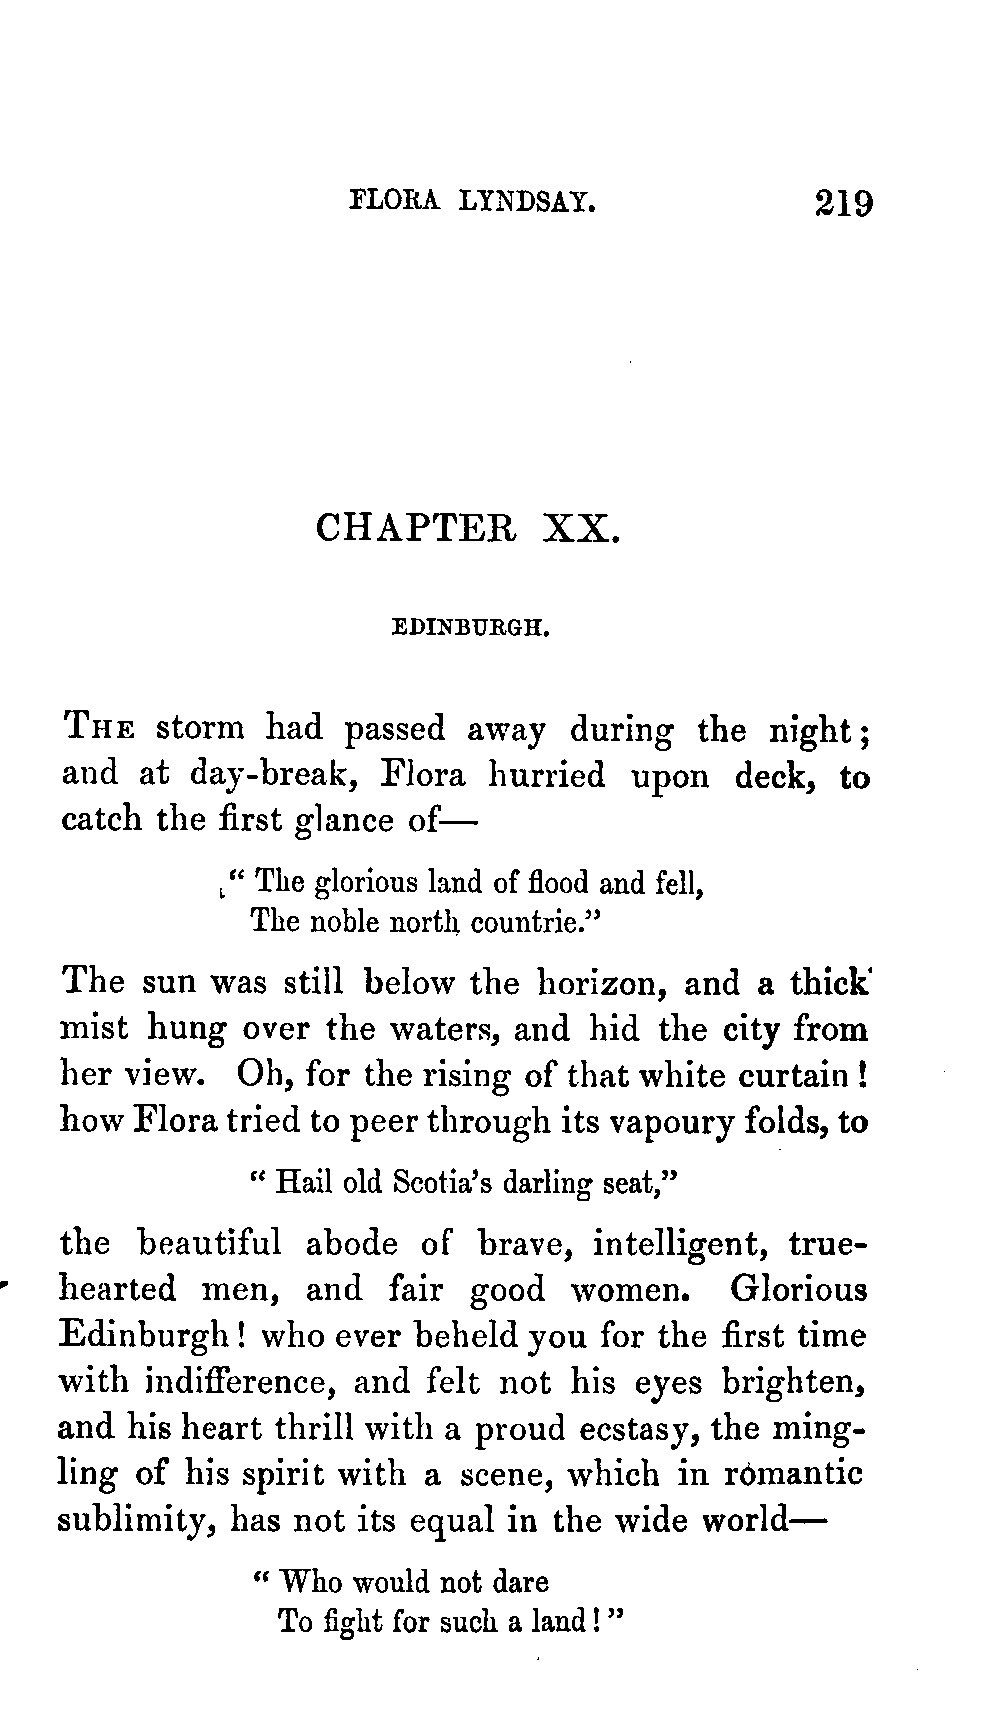 FLORA LYNDSAY. 219
CHAPTER XX.
EDINBURGH.
THE storm had passed away during the night;
and at day-break, Flora hurried upon deck, to
catch the first glance of—
"The glorious land of flood and fell,
The noble north countrie."
The sun was still below the horizon, and a thick
mist hung over the waters, and hid the city from
her view. Oh, for the rising of that white curtain!
how Flora tried to peer through its vapoury folds, to
"Hail old Scotia's darling seat,"
the beautiful abode of brave, intelligent, true-
hearted men, and fair good women. Glorious
Edinburgh! who ever beheld you for the first time
with indifference, and felt not his eyes brighten,
and his heart thrill with a proud ecstasy, the ming-
ling of his spirit with a scene, which in romantic
sublimity, has not its equal in the wide world—
"Who would not dare
To fight for such a land!"